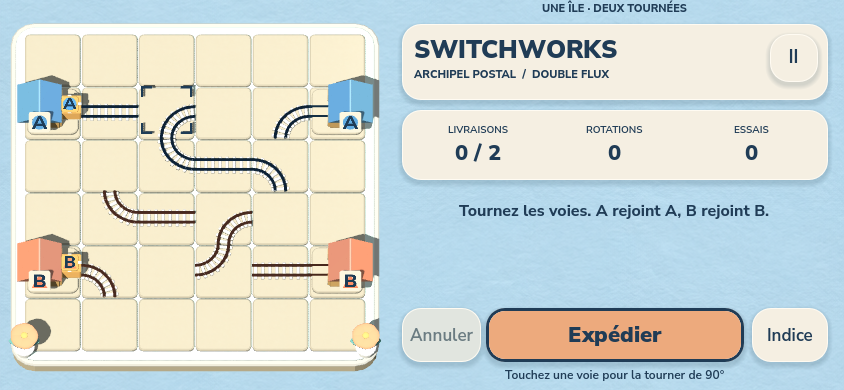 UNE ÎLE · DEUX TOURNÉES
SWITCHWORKS
ARCHIPEL POSTAL / DOUBLE FLUX
II
LIVRAISONS ROTATIONS ESSAIS
0 / 2 0 0
Tournez les voies. A rejoint A, B rejoint B.
A
A A
B
B B
Annuler Expédier Indice
Touchez une voie pour la tourner de 90°